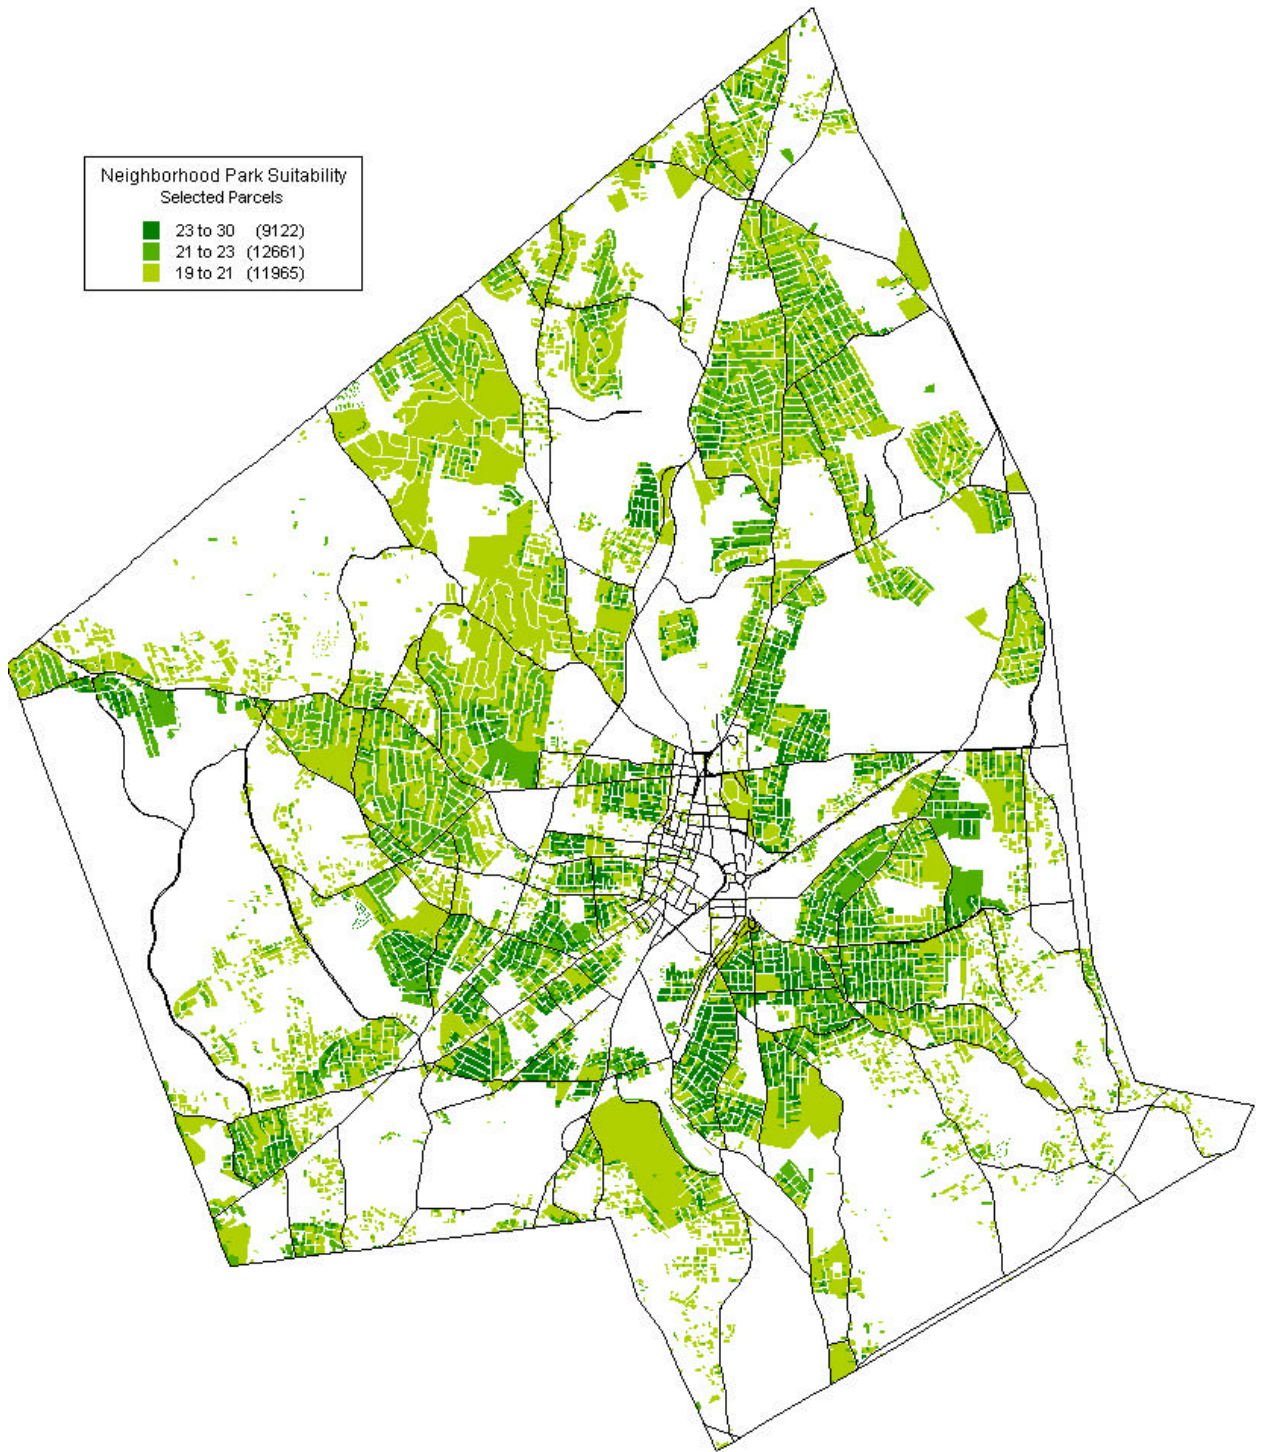 Neighborhood Park Suitability
Selected Parcels
23 to 30 (9122)
21 to 23 (12661)
19 to 21 (11965)